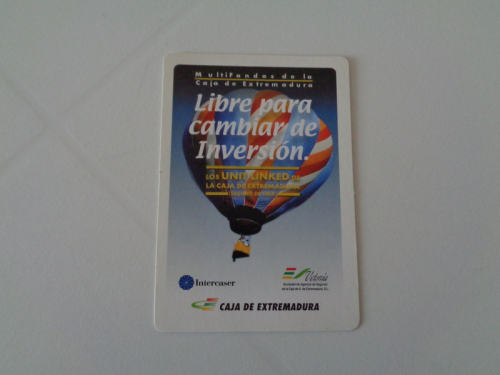 MultiFondos de la
Caja de Extremadura
Libre para
cambiar de
Inversión.
LOS UNIT LINKED DE
LA CAJA DE EXTREMADURA
Intercaser
CAJA DE EXTREMADURA